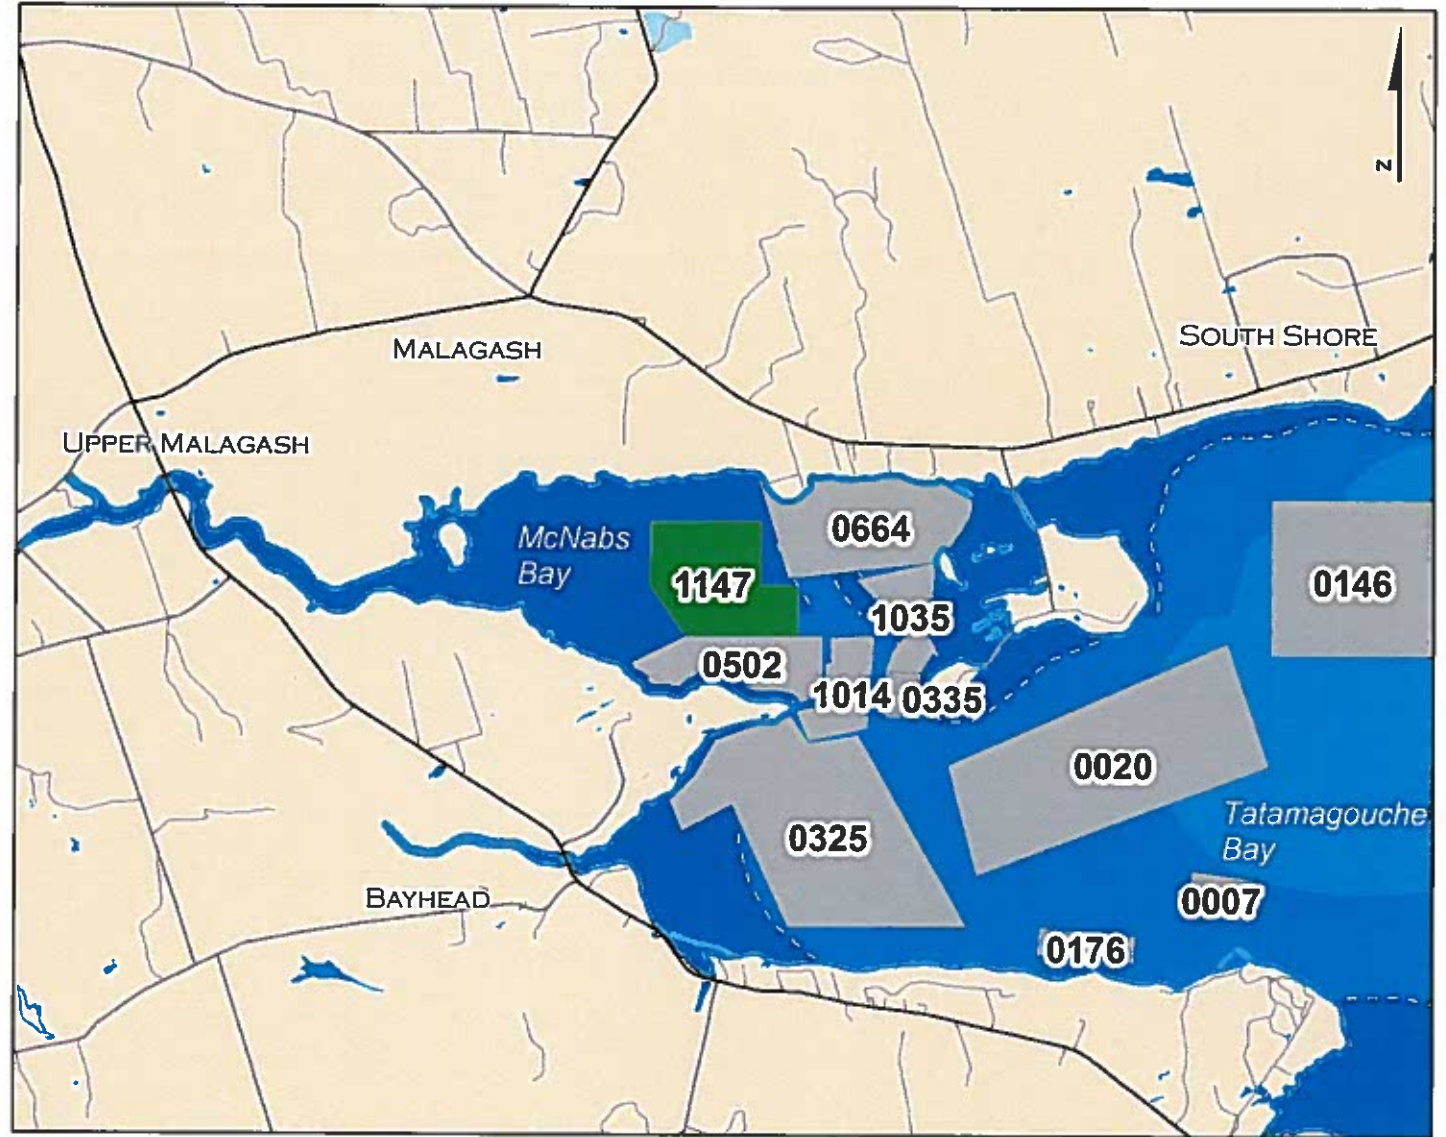 N
SOUTH SHORE
MALAGASH
UPPER MALAGASH
McNabs
Bay
0664
1147
0146
1035
0502
1014
0335
0020
Tatamagouche
Bay
0325
0007
BAYHEAD
0176